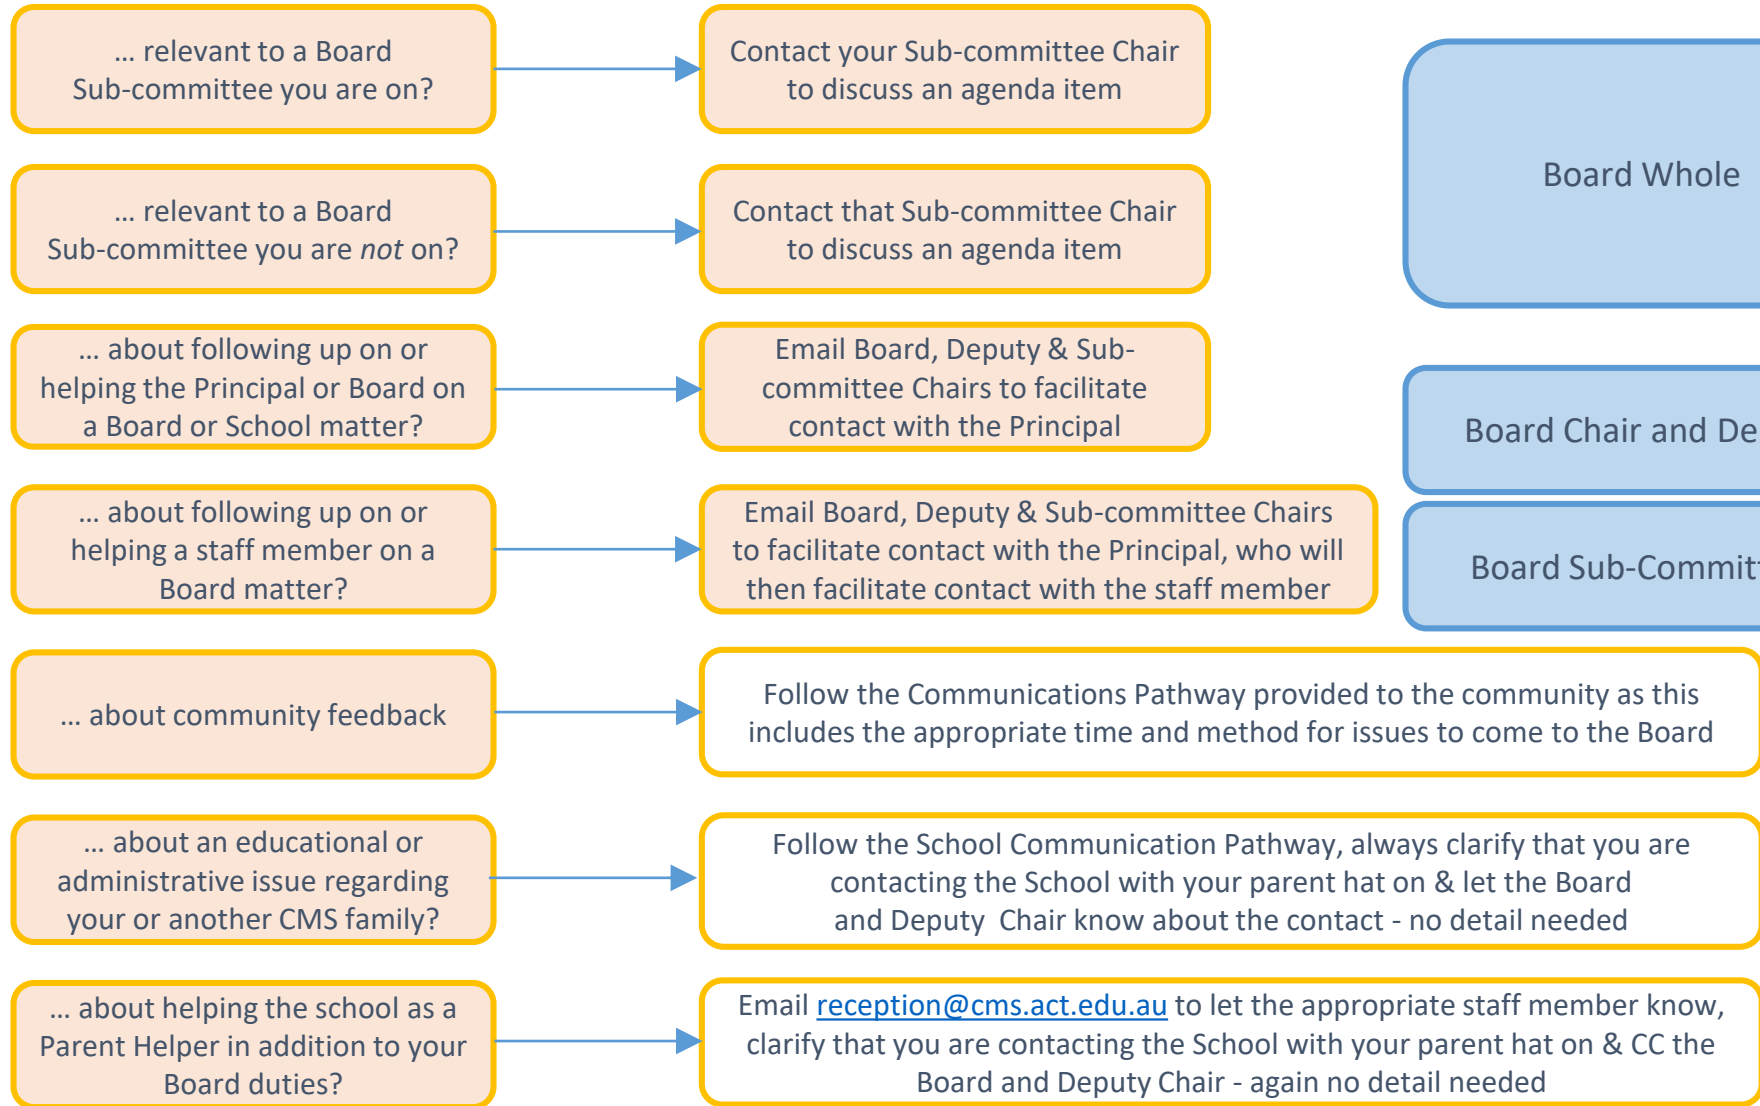 ... relevant to a Board
Sub-committee you are on?
Contact your Sub-committee Chair
to discuss an agenda item
... relevant to a Board
Sub-committee you are not on?
Contact that Sub-committee Chair
to discuss an agenda item
... about following up on or
helping the Principal or Board on
a Board or School matter?
Email Board, Deputy & Sub-
committee Chairs to facilitate
contact with the Principal
... about following up on or
helping a staff member on a
Board matter?
Email Board, Deputy & Sub-committee Chairs
to facilitate contact with the Principal, who will
then facilitate contact with the staff member
... about community feedback
Follow the Communications Pathway provided to the community as this
includes the appropriate time and method for issues to come to the Board
... about an educational or
administrative issue regarding
your or another CMS family?
Follow the School Communication Pathway, always clarify that you are
contacting the School with your parent hat on & let the Board
and Deputy Chair know about the contact - no detail needed
... about helping the school as a
Parent Helper in addition to your
Board duties?
Email reception@cms.act.edu.au to let the appropriate staff member know,
clarify that you are contacting the School with your parent hat on & CC the
Board and Deputy Chair - again no detail needed
Board Whole
Board Chair and De
Board Sub-Committ